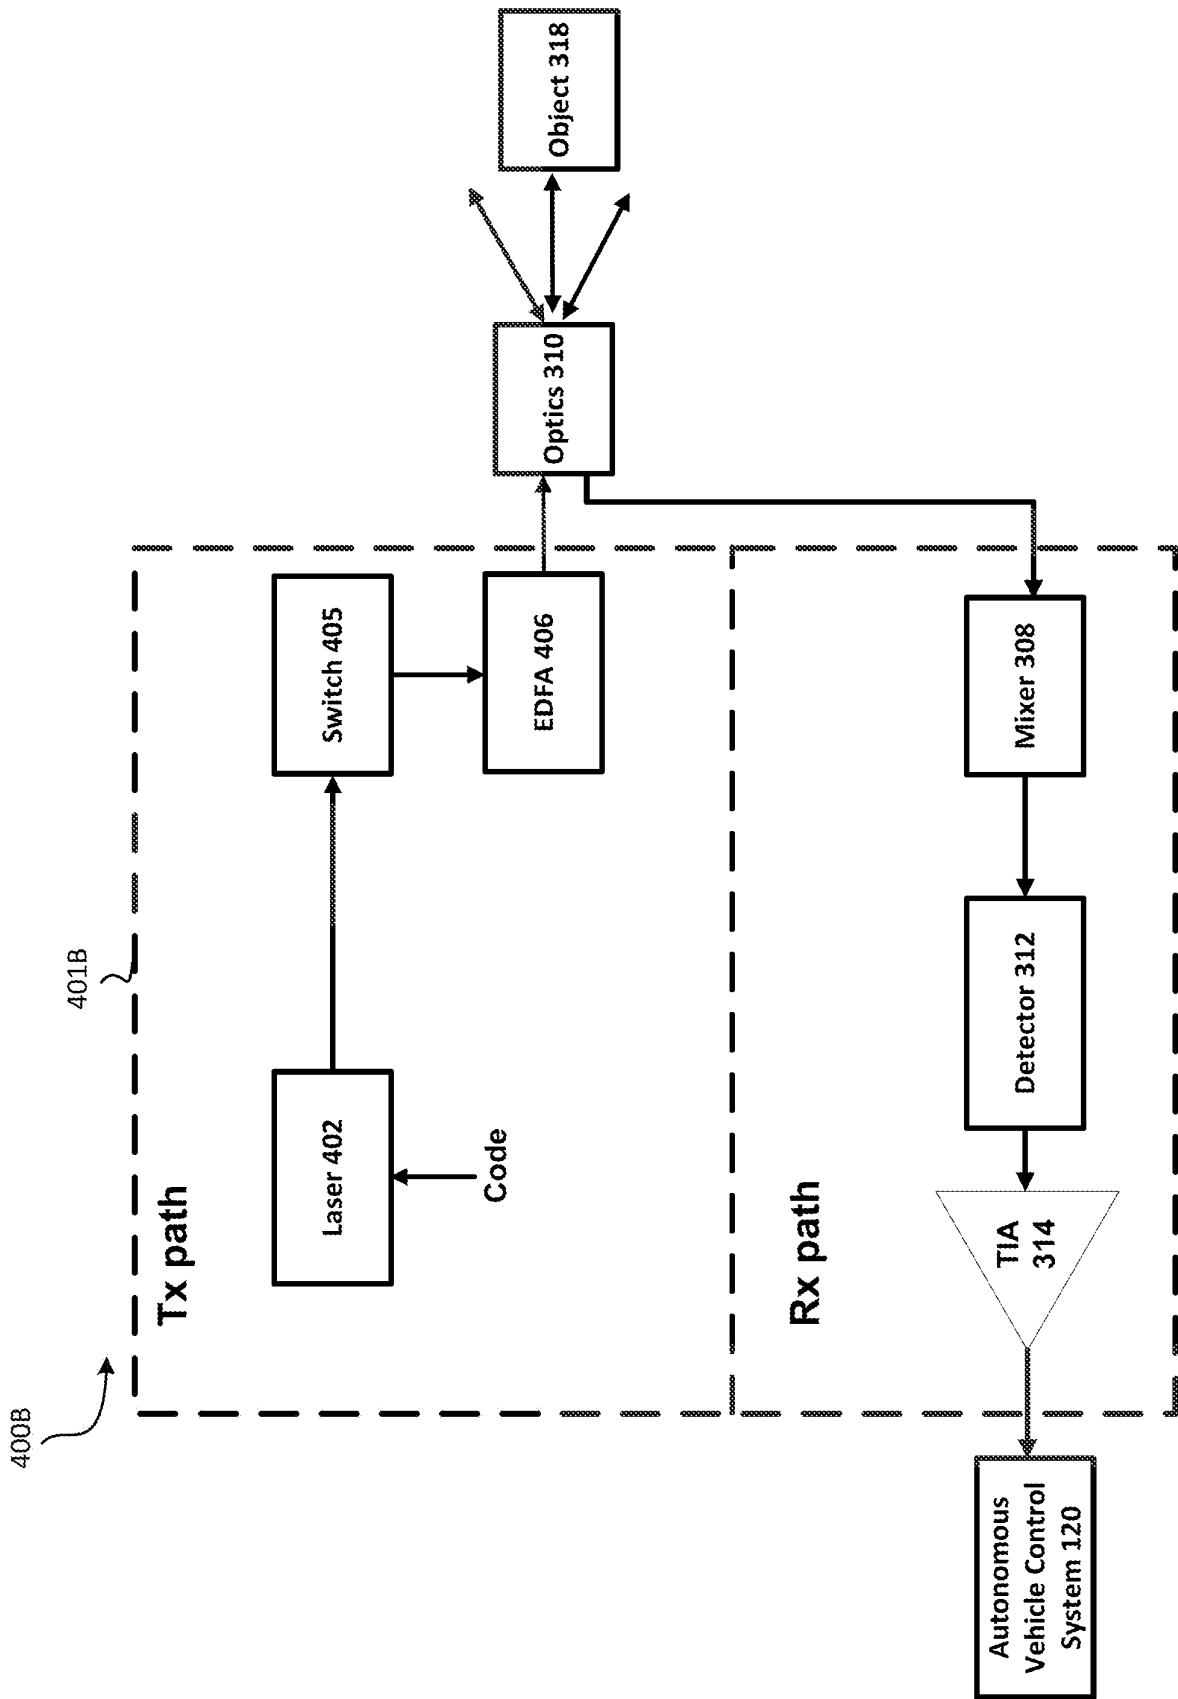 400B
401B
Tx path
Laser 402
Code
Switch 405
EDFA 406
Optics 310
Object 318
Rx path
Autonomous
Vehicle Control
System 120
TIA
314
Detector 312
Mixer 308